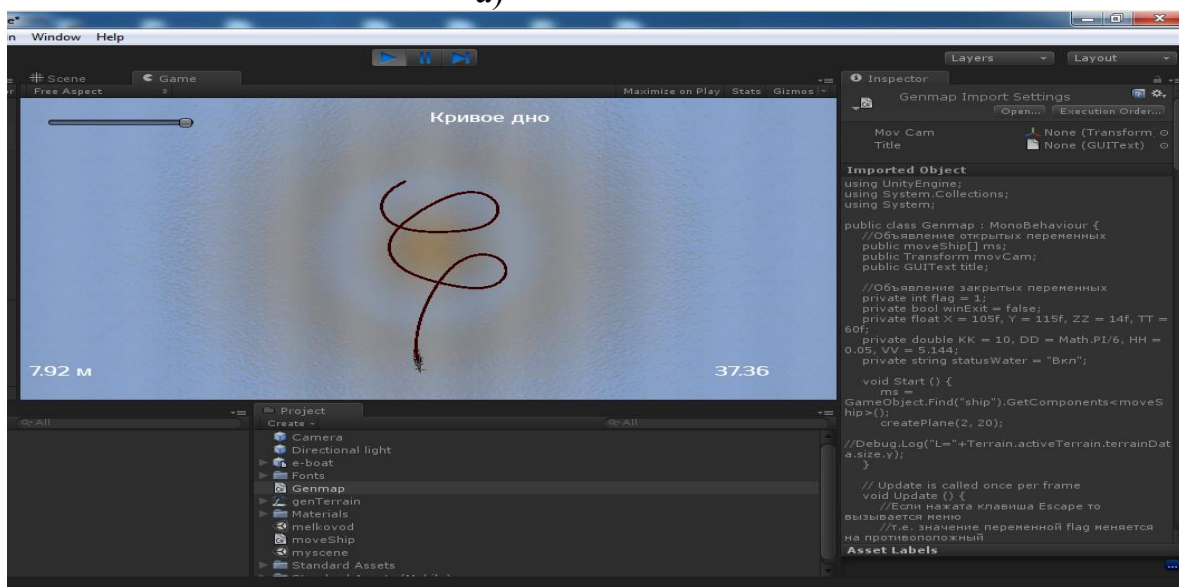 а)
e*
n Window Help
Layers Layout
Scene Game
Free Aspect Maximize on Play Stats Gizmos
Кривое дно
7.92 м 37.36
Project
Create
All All
Camera
Directional light
e-boat
Fonts
Genmap
genTerrain
Materials
melkovod
moveShip
myscene
Standard Assets
Inspector
Genmap Import Settings
Open... Execution Order...
Mov Cam None (Transform)
Title None (GUIText)
Imported Object
using UnityEngine;
using System.Collections;
using System;
public class Genmap : MonoBehaviour {
//Объявление открытых переменных
public moveShip[] ms;
public Transform movCam;
public GUIText title;
//Объявление закрытых переменных
private int flag = 1;
private bool winExit = false;
private float X = 105f, Y = 115f, ZZ = 14f, TT =
60f;
private double KK = 10, DD = Math.PI/6, HH =
0.05, VV = 5.144;
private string statusWater = "Вкл";
void Start () {
ms =
GameObject.Find("ship").GetComponents<moveS
hip>();
createPlane(2, 20);
//Debug.Log("L="+Terrain.activeTerrain.terrainDat
a.size.y);
}
// Update is called once per frame
void Update () {
//Если нажата клавиша Escape то
вызывается меню
//т.е. значение переменной flag меняется
на противоположный
Asset Labels